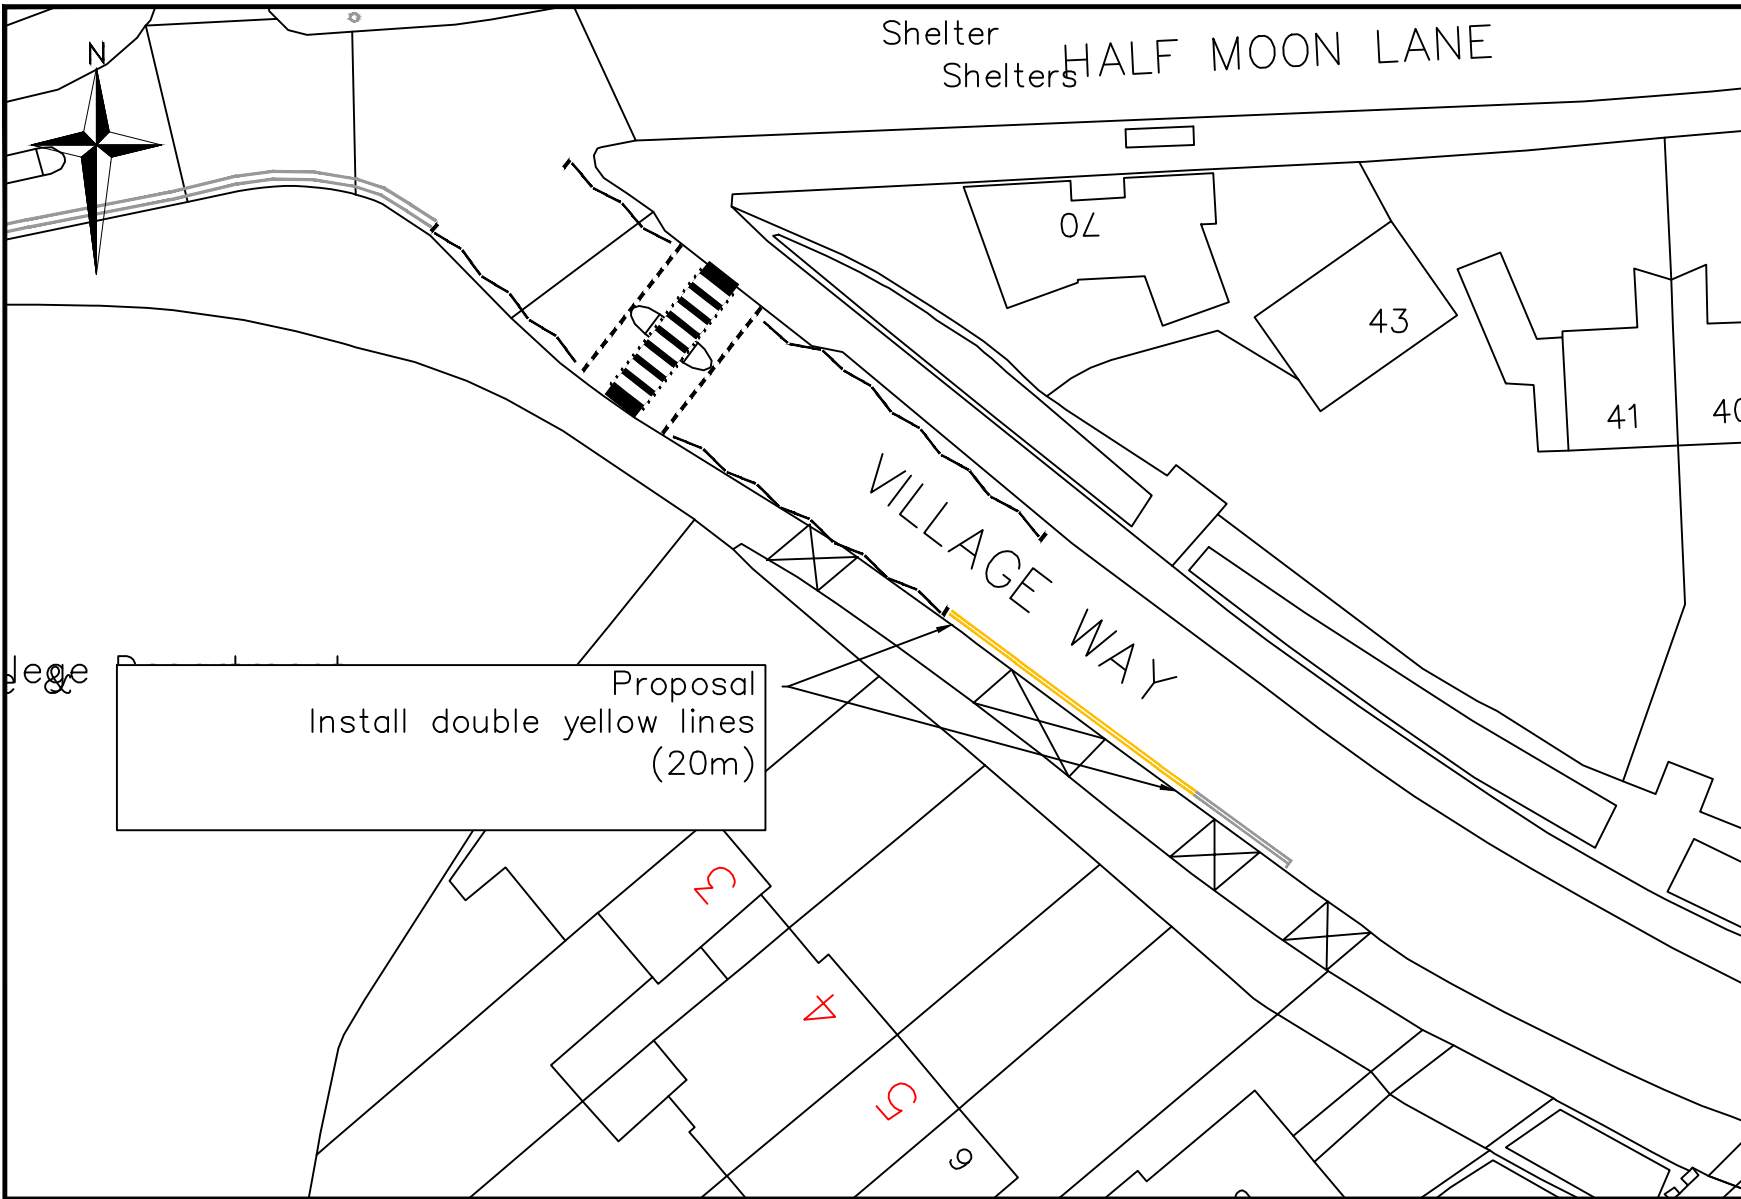 Shelter
HALF MOON LANE
Shelters
N
70
43
41
40
VILLAGE WAY
lege
&
Proposal
Install double yellow lines
(20m)
3
4
5
6